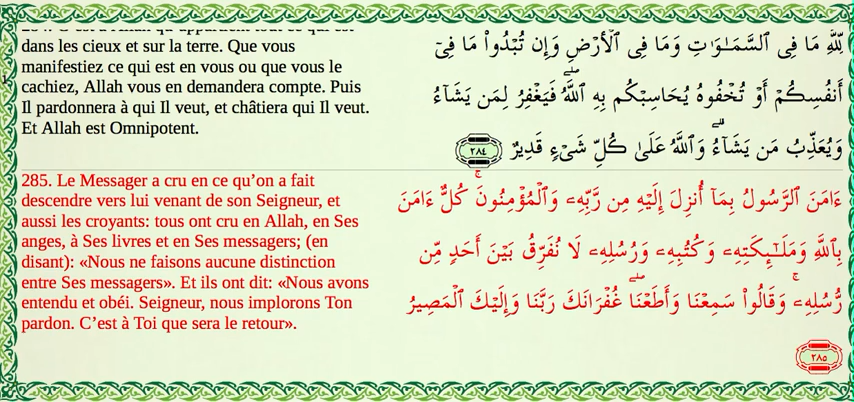 dans les cieux et sur la terre. Que vous
manifestiez ce qui est en vous ou que vous le
cachiez, Allah vous en demandera compte. Puis
Il pardonnera à qui Il veut, et châtiera qui Il veut.
Et Allah est Omnipotent.
لِّلَّهِ مَا فِى ٱلسَّمَـٰوَٰتِ وَمَا فِى ٱلْأَرْضِ وَإِن تُبْدُوا۟ مَا فِىٓ
أَنفُسِكُمْ أَوْ تُخْفُوهُ يُحَاسِبْكُم بِهِ ٱللَّهُ ۖ فَيَغْفِرُ لِمَن يَشَآءُ
وَيُعَذِّبُ مَن يَشَآءُ ۗ وَٱللَّهُ عَلَىٰ كُلِّ شَىْءٍ قَدِيرٌ ٢٨٤
285. Le Messager a cru en ce qu’on a fait
descendre vers lui venant de son Seigneur, et
aussi les croyants: tous ont cru en Allah, en Ses
anges, à Ses livres et en Ses messagers; (en
disant): «Nous ne faisons aucune distinction
entre Ses messagers». Et ils ont dit: «Nous avons
entendu et obéi. Seigneur, nous implorons Ton
pardon. C’est à Toi que sera le retour».
ءَامَنَ ٱلرَّسُولُ بِمَآ أُنزِلَ إِلَيْهِ مِن رَّبِّهِۦ وَٱلْمُؤْمِنُونَ ۚ كُلٌّ ءَامَنَ
بِٱللَّهِ وَمَلَـٰٓئِكَتِهِۦ وَكُتُبِهِۦ وَرُسُلِهِۦ لَا نُفَرِّقُ بَيْنَ أَحَدٍ مِّن
رُّسُلِهِۦ ۚ وَقَالُوا۟ سَمِعْنَا وَأَطَعْنَا ۖ غُفْرَانَكَ رَبَّنَا وَإِلَيْكَ ٱلْمَصِيرُ
٢٨٥